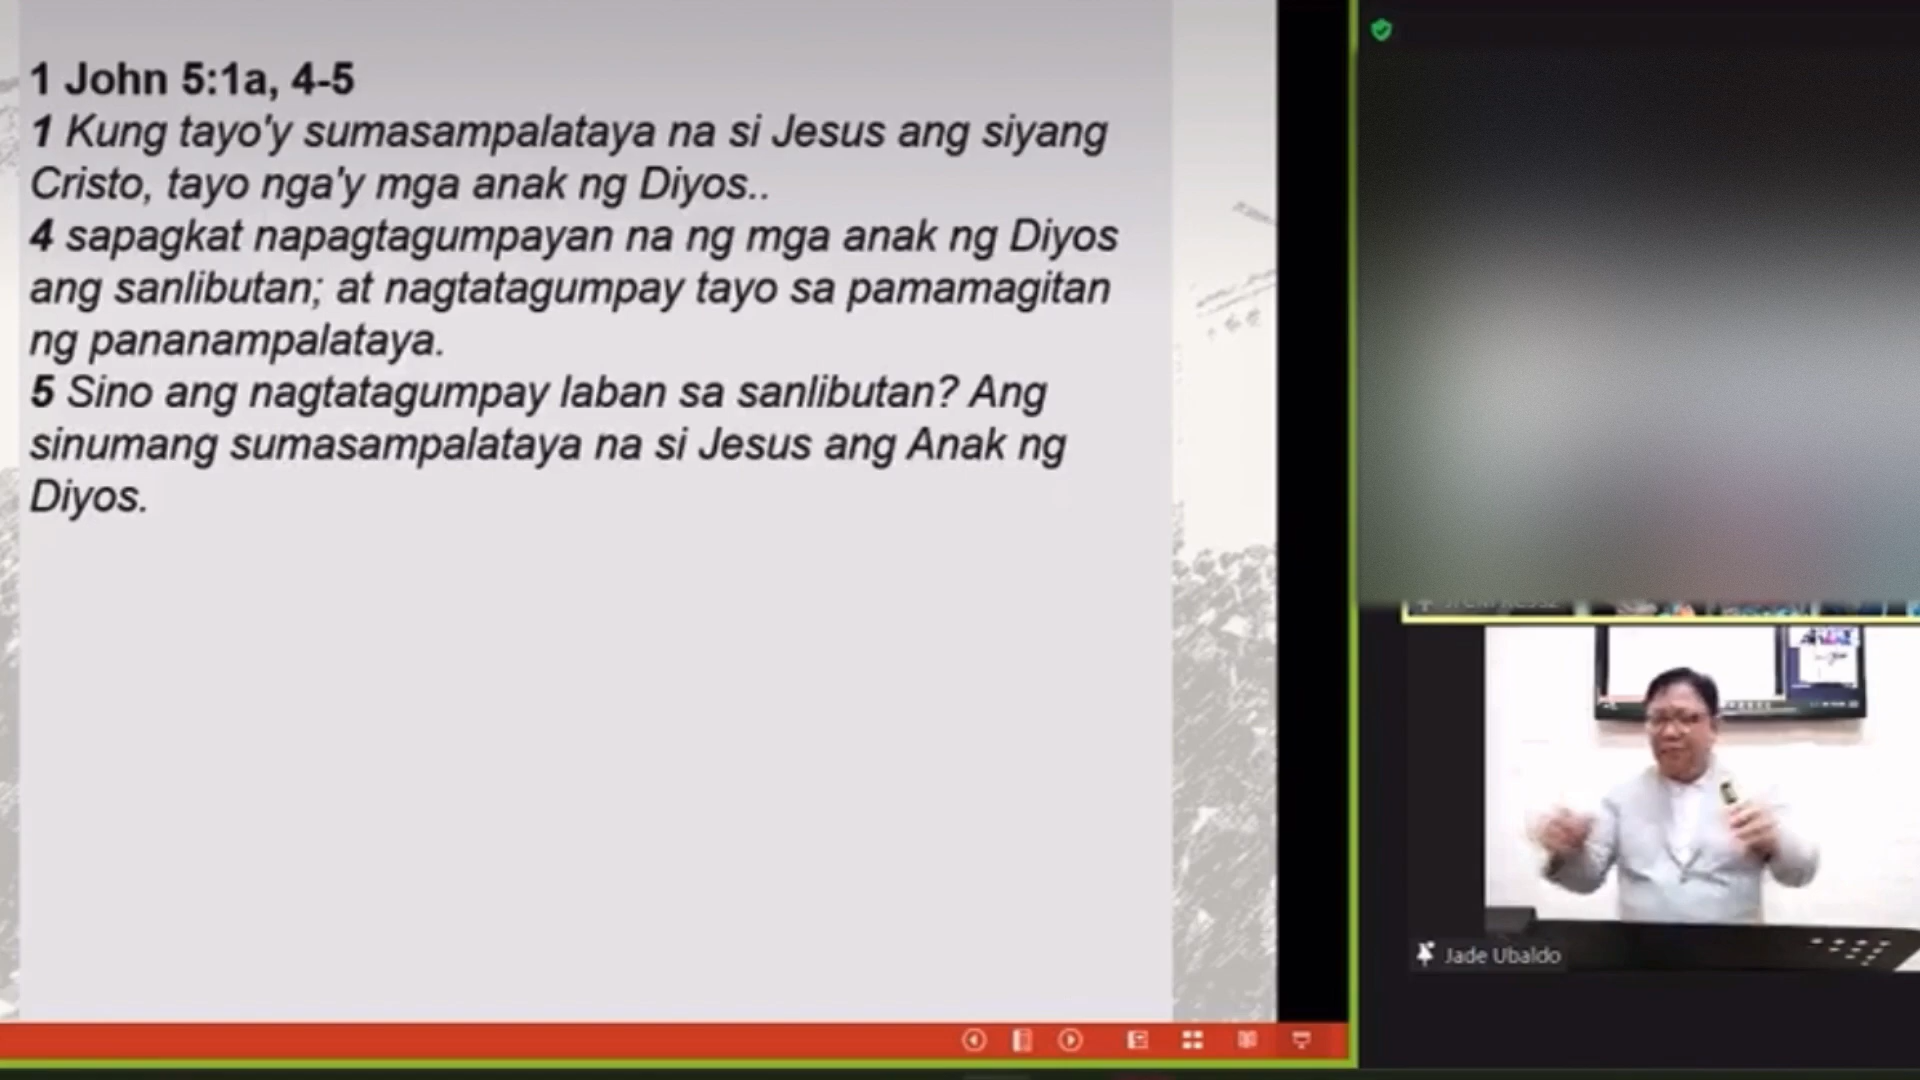 1 John 5:1a, 4-5
1 Kung tayo'y sumasampalataya na si Jesus ang siyang
Cristo, tayo nga'y mga anak ng Diyos..
4 sapagkat napagtagumpayan na ng mga anak ng Diyos
ang sanlibutan; at nagtatagumpay tayo sa pamamagitan
ng pananampalataya.
5 Sino ang nagtatagumpay laban sa sanlibutan? Ang
sinumang sumasampalataya na si Jesus ang Anak ng
Diyos.
Jade Ubaldo